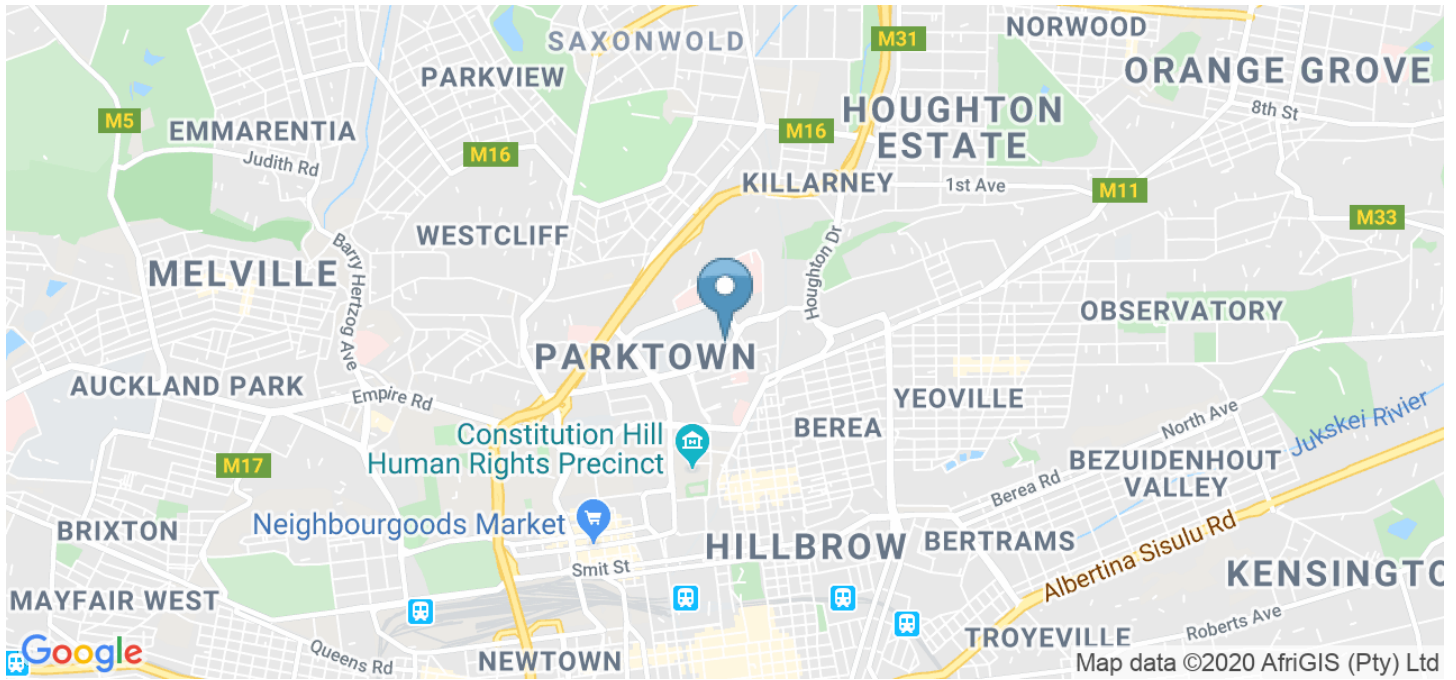 NORWOOD
SAXONWOLD
M31
PARKVIEW
ORANGE GROVE
HOUGHTON
ESTATE
8th St
M5
EMMARENTIA
M16
Judith Rd
M16
KILLARNEY
1st Ave
M11
M33
WESTCLIFF
Barry Hertzog Ave
MELVILLE
Houghton Dr
OBSERVATORY
PARKTOWN
AUCKLAND PARK
Empire Rd
YEOVILLE
North Ave
Jukskei Rivier
BEREA
Constitution Hill
Human Rights Precinct
M17
BEZUIDENHOUT
VALLEY
Berea Rd
BRIXTON
Neighbourgoods Market
HILLBROW
BERTRAMS
Albertina Sisulu Rd
Smit St
KENSINGTO
MAYFAIR WEST
Roberts Ave
TROYEVILLE
Queens Rd
NEWTOWN
Google
Map data ©2020 AfriGIS (Pty) Ltd